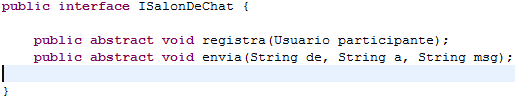 public interface ISalonDeChat {
public abstract void registra(Usuario participante);
public abstract void envia(String de, String a, String msg);
}